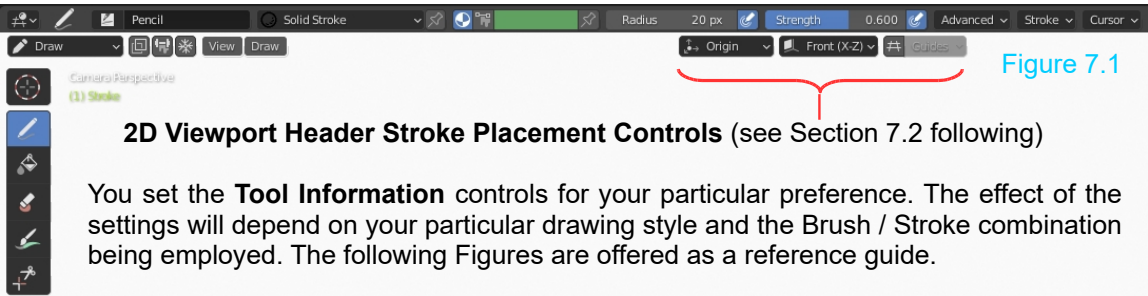 Pencil Solid Stroke Radius 20 px Strength 0.600 Advanced Stroke Cursor
Draw View Draw Origin Front (X-Z) Guides
Figure 7.1
Camera Perspective
(1) Stroke
2D Viewport Header Stroke Placement Controls (see Section 7.2 following)
You set the Tool Information controls for your particular preference. The effect of the
settings will depend on your particular drawing style and the Brush / Stroke combination
being employed. The following Figures are offered as a reference guide.